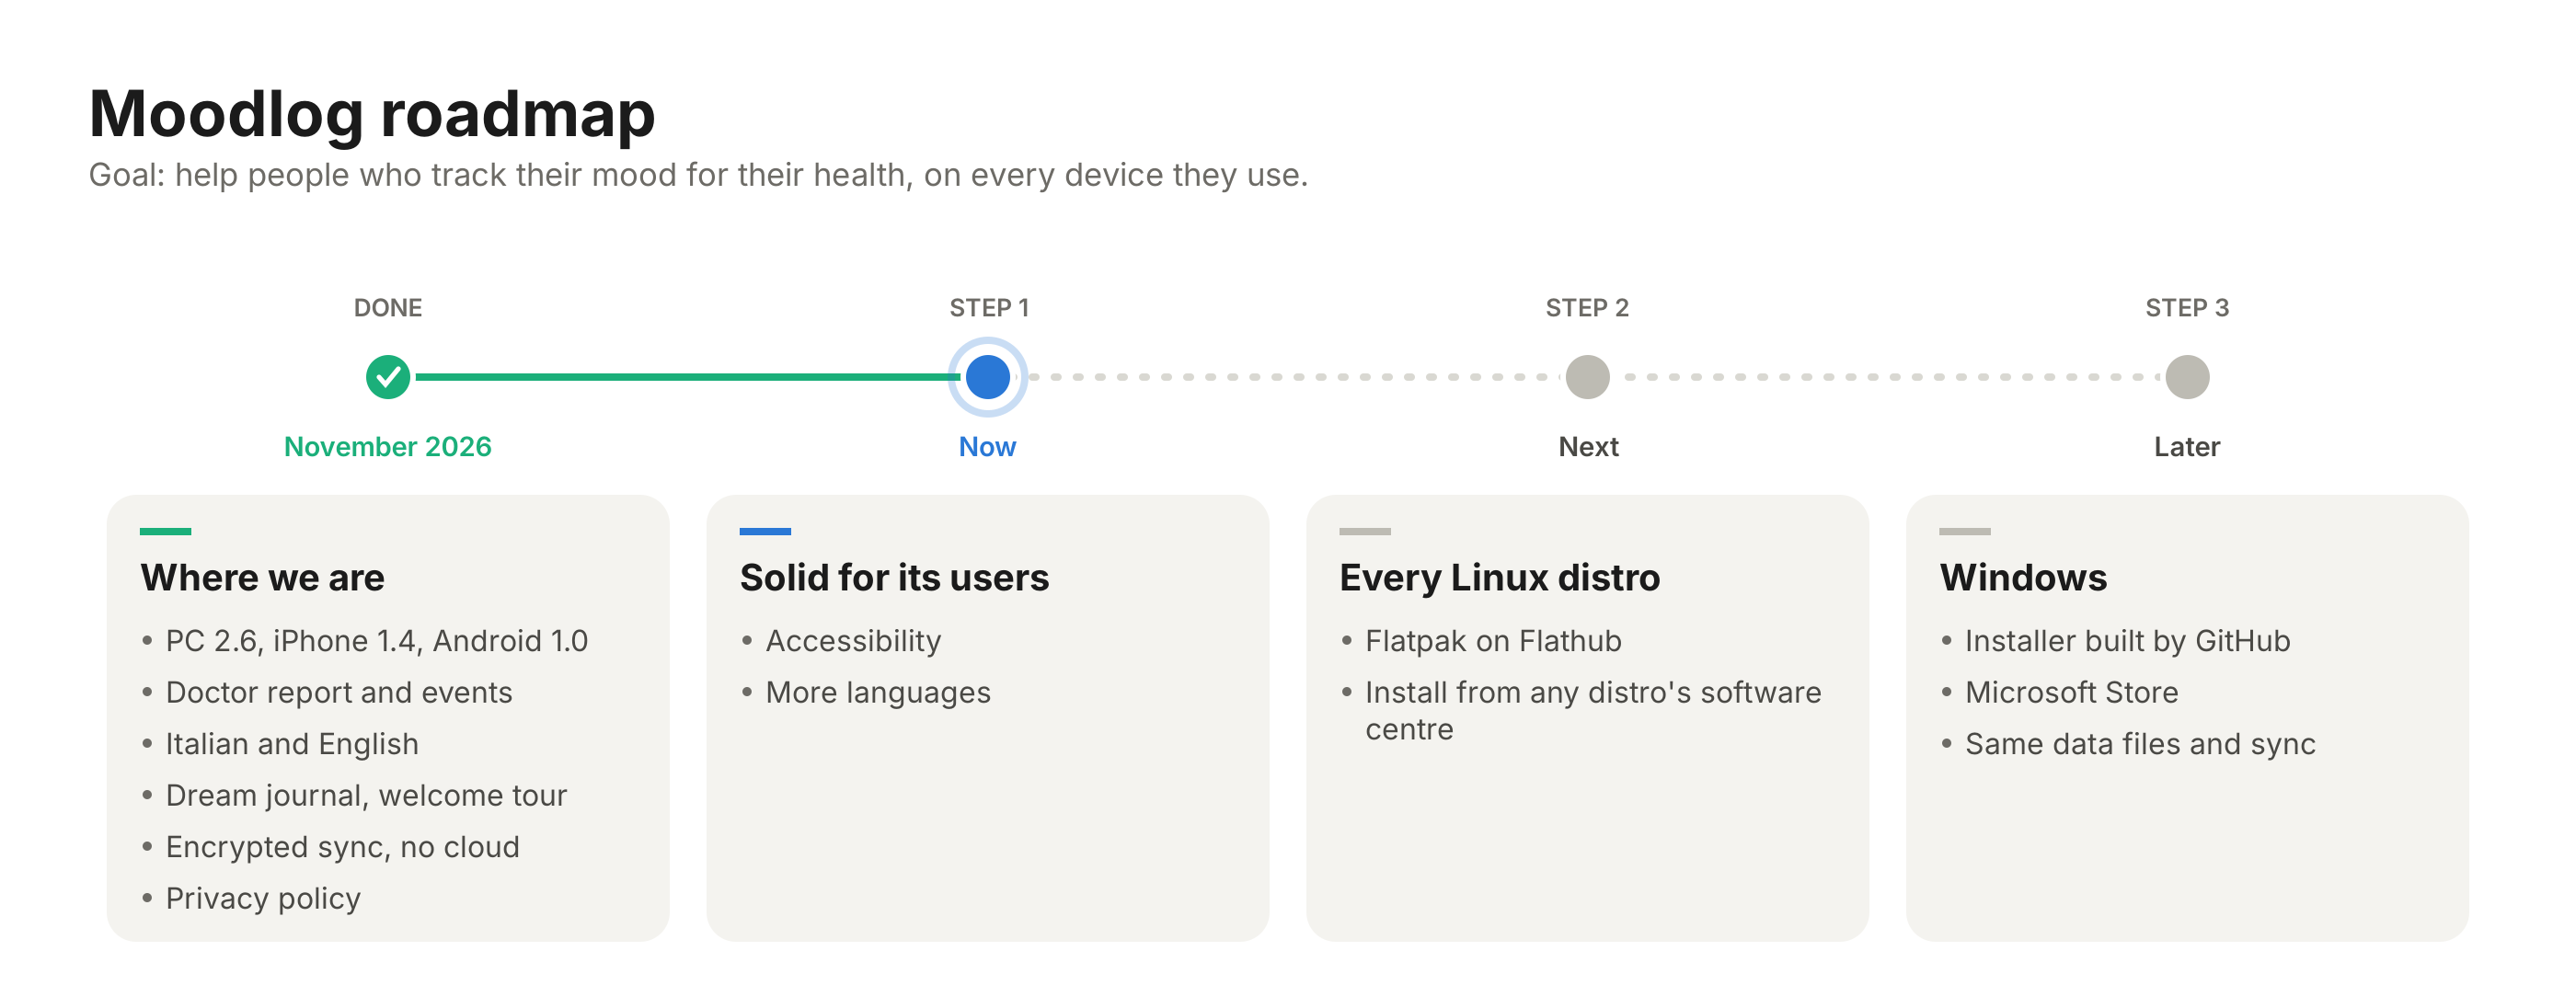 Moodlog roadmap
Goal: help people who track their mood for their health, on every device they use.
DONE
STEP 1
STEP 2
STEP 3
November 2026
Now
Next
Later
Where we are
• PC 2.6, iPhone 1.4, Android 1.0
• Doctor report and events
• Italian and English
• Dream journal, welcome tour
• Encrypted sync, no cloud
• Privacy policy
Solid for its users
• Accessibility
• More languages
Every Linux distro
• Flatpak on Flathub
• Install from any distro's software
centre
Windows
• Installer built by GitHub
• Microsoft Store
• Same data files and sync